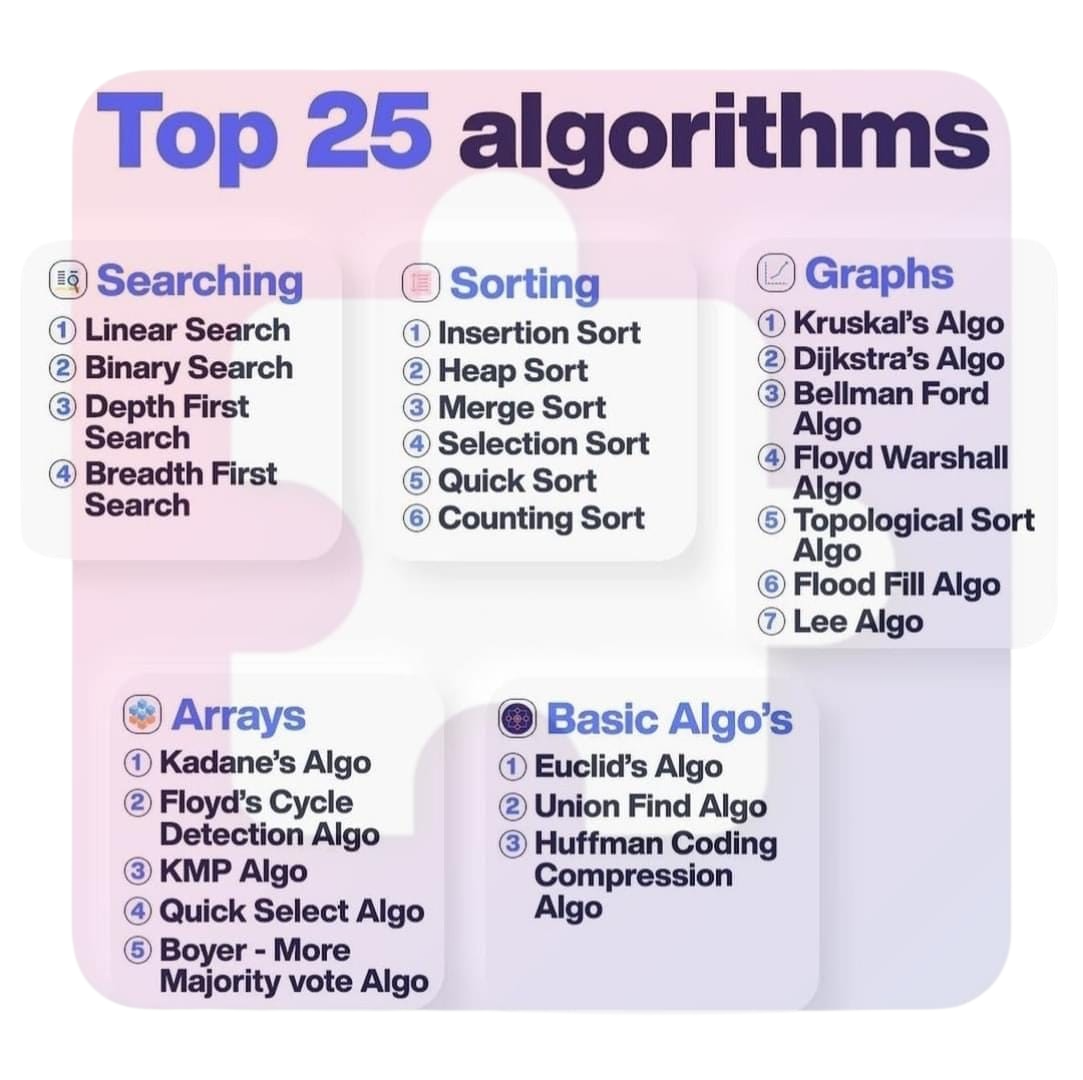 Top 25 algorithms
Searching
1 Linear Search
2 Binary Search
3 Depth First
Search
4 Breadth First
Search
Sorting
1 Insertion Sort
2 Heap Sort
3 Merge Sort
4 Selection Sort
5 Quick Sort
6 Counting Sort
Graphs
1 Kruskal's Algo
2 Dijkstra's Algo
3 Bellman Ford
Algo
4 Floyd Warshall
Algo
5 Topological Sort
Algo
6 Flood Fill Algo
7 Lee Algo
Arrays
1 Kadane's Algo
2 Floyd's Cycle
Detection Algo
3 KMP Algo
4 Quick Select Algo
5 Boyer - More
Majority vote Algo
Basic Algo's
1 Euclid's Algo
2 Union Find Algo
3 Huffman Coding
Compression
Algo